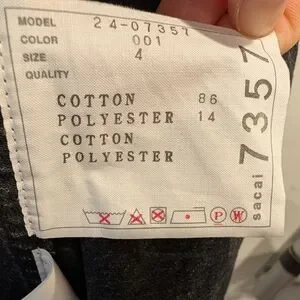 MODEL 24-07357
COLOR 001
SIZE 4
QUALITY
COTTON 86
POLYESTER 14
COTTON
POLYESTER
P W
sacai 7357